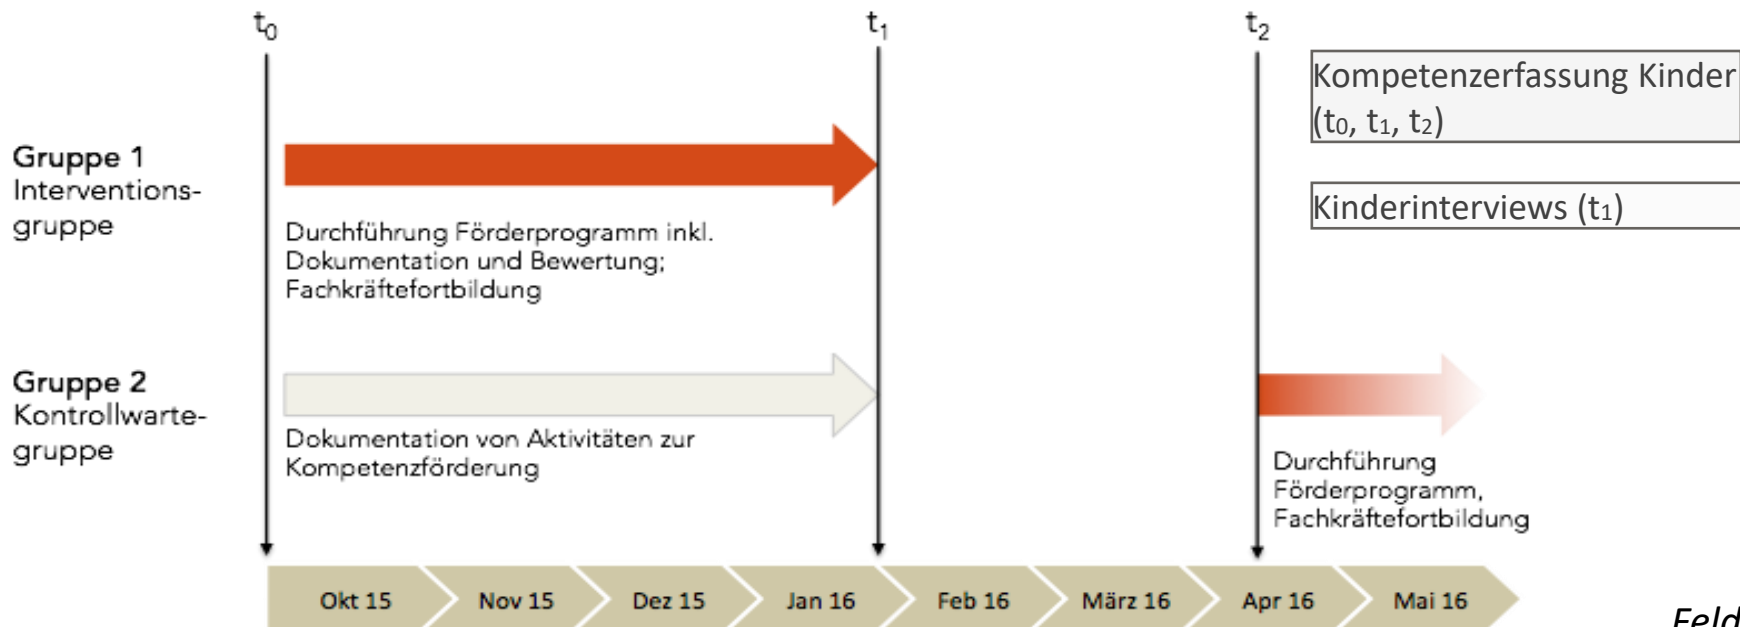 t0
t1
t2
Kompetenzerfassung Kinder
(t0, t1, t2)
Kinderinterviews (t1)
Gruppe 1
Interventions-
gruppe
Durchführung Förderprogramm inkl.
Dokumentation und Bewertung;
Fachkräftefortbildung
Gruppe 2
Kontrollwarte-
gruppe
Dokumentation von Aktivitäten zur
Kompetenzförderung
Durchführung
Förderprogramm,
Fachkräftefortbildung
Okt 15
Nov 15
Dez 15
Jan 16
Feb 16
März 16
Apr 16
Mai 16
Feld